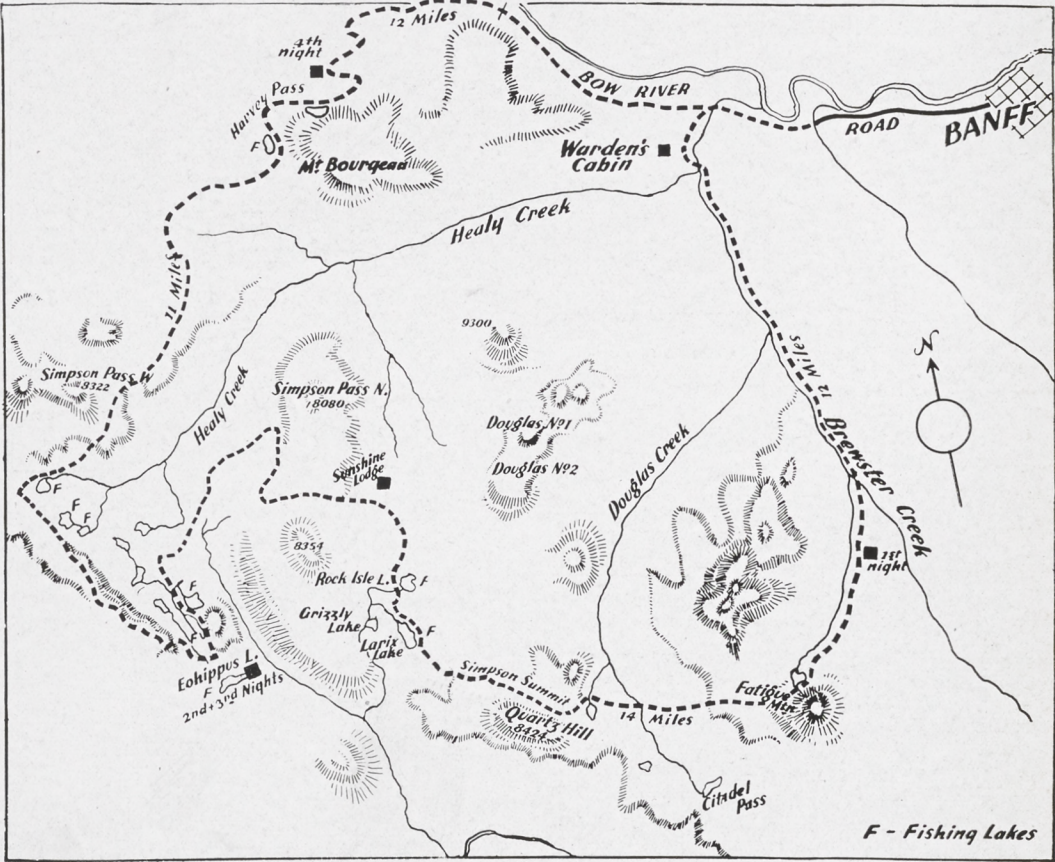 12 Miles
4th
night
Harvey Pass
F
Mt. Bourgeau
BOW RIVER
Warden's
Cabin
ROAD
BANFF
Healy Creek
11 Miles
9300
N
12 Miles
Simpson Pass W
8322
Simpson Pass N.
8080
Healy Creek
Douglas No1
Douglas No2
Sunshine
Lodge
Douglas Creek
Brewster Creek
F
F
F
1st
night
8354
Rock Isle L.
F
F
Grizzly
Lake
Larix
Lake
F
F
Eohippus L.
F
2nd + 3rd Nights
Simpson Summit
Fatigue
Mtn
14 Miles
Quartz Hill
8424
Citadel
Pass
F - Fishing Lakes